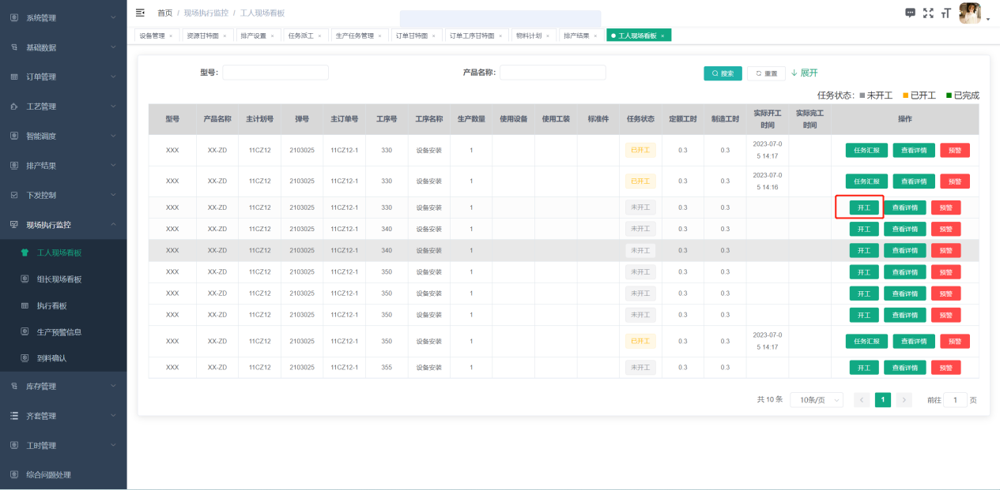 系统管理
基础数据
订单管理
工艺管理
智能调度
排产结果
下发控制
现场执行监控
工人现场看板
组长现场看板
执行看板
生产预警信息
到料确认
库存管理
齐套管理
工时管理
综合问题处理
首页 / 现场执行监控 / 工人现场看板
设备管理 × 资源甘特图 × 排产设置 × 任务派工 × 生产任务管理 × 订单甘特图 × 订单工序甘特图 × 物料计划 × 排产结果 × 工人现场看板 ×
型号: 产品名称: 搜索 重置 展开
任务状态: 未开工 已开工 已完成
型号 产品名称 主计划号 弹号 主订单号 工序号 工序名称 生产数量 使用设备 使用工装 标准件 任务状态 定额工时 制造工时 实际开工时间 实际完工时间 操作
XXX XX-ZD 11CZ12 2103025 11CZ12-1 330 设备安装 1 已开工 0.3 0.3 2023-07-05 14:17 任务汇报 查看详情 预警
XXX XX-ZD 11CZ12 2103025 11CZ12-1 330 设备安装 1 已开工 0.3 0.3 2023-07-05 14:16 任务汇报 查看详情 预警
XXX XX-ZD 11CZ12 2103025 11CZ12-1 330 设备安装 1 未开工 0.3 0.3 开工 查看详情 预警
XXX XX-ZD 11CZ12 2103025 11CZ12-1 340 设备安装 1 未开工 0.3 0.3 开工 查看详情 预警
XXX XX-ZD 11CZ12 2103025 11CZ12-1 340 设备安装 1 未开工 0.3 0.3 开工 查看详情 预警
XXX XX-ZD 11CZ12 2103025 11CZ12-1 350 设备安装 1 未开工 0.3 0.3 开工 查看详情 预警
XXX XX-ZD 11CZ12 2103025 11CZ12-1 350 设备安装 1 未开工 0.3 0.3 开工 查看详情 预警
XXX XX-ZD 11CZ12 2103025 11CZ12-1 350 设备安装 1 未开工 0.3 0.3 开工 查看详情 预警
XXX XX-ZD 11CZ12 2103025 11CZ12-1 350 设备安装 1 已开工 0.3 0.3 2023-07-05 14:17 任务汇报 查看详情 预警
XXX XX-ZD 11CZ12 2103025 11CZ12-1 355 设备安装 1 未开工 0.3 0.3 开工 查看详情 预警
共 10 条 10条/页 1 前往 1 页